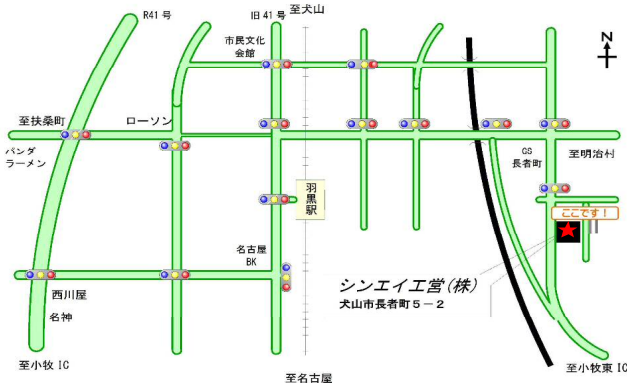 R41号
旧41号
至犬山
市民文化
会館
N
至扶桑町
ローソン
パンダ
ラーメン
GS
長者町
至明治村
羽黒駅
ここです！
名古屋
BK
シンエイ工営(株)
犬山市長者町５－２
西川屋
名神
至小牧 IC
至名古屋
至小牧東 IC